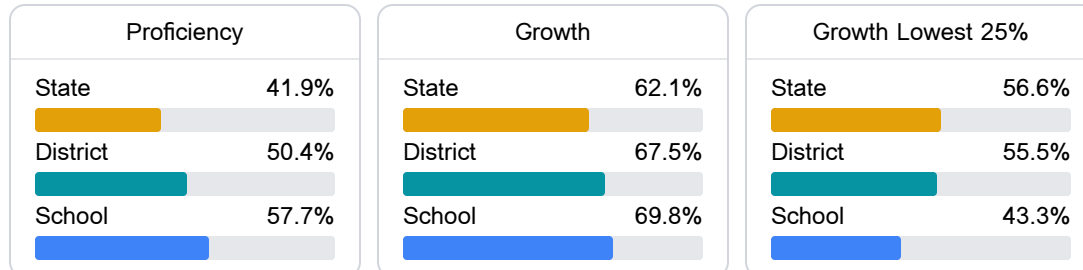 Proficiency
State 41.9%
District 50.4%
School 57.7%
Growth
State 62.1%
District 67.5%
School 69.8%
Growth Lowest 25%
State 56.6%
District 55.5%
School 43.3%